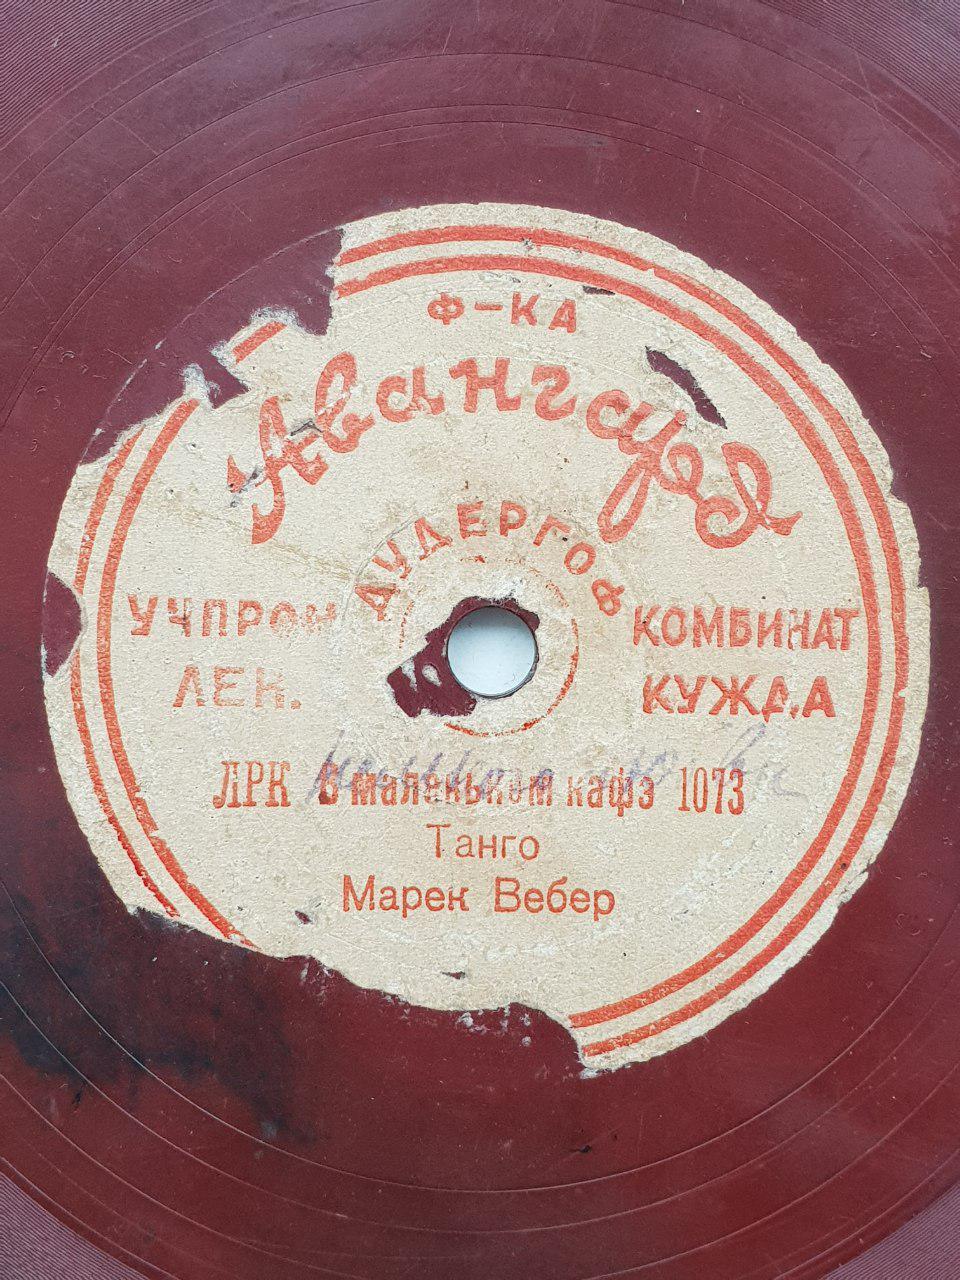 Ф-КА
Авангард
ДУДЕРГОФ
УЧПРОМ КОМБИНАТ
ЛЕН. КУЖД.А
ЛРК В маленьком кафэ 1073
Танго
Марек Вебер